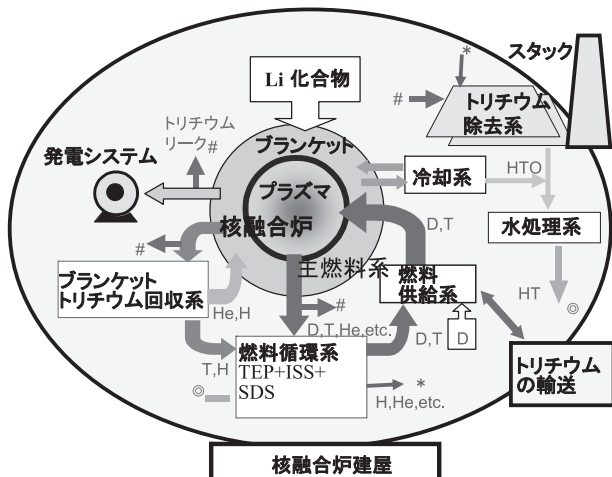 スタック
*
Li 化合物
#
トリチウム
除去系
トリチウム
リーク#
ブランケット
発電システム
冷却系
HTO
プラズマ
核融合炉
D,T
水処理系
#
主燃料系
燃料
供給系
HT
◎
ブランケット
トリチウム回収系
He,H
#
D,T,He,etc.
D,T
D
T,H
燃料循環系
TEP+ISS+
SDS
◎
*
H,He,etc.
トリチウム
の輸送
核融合炉建屋